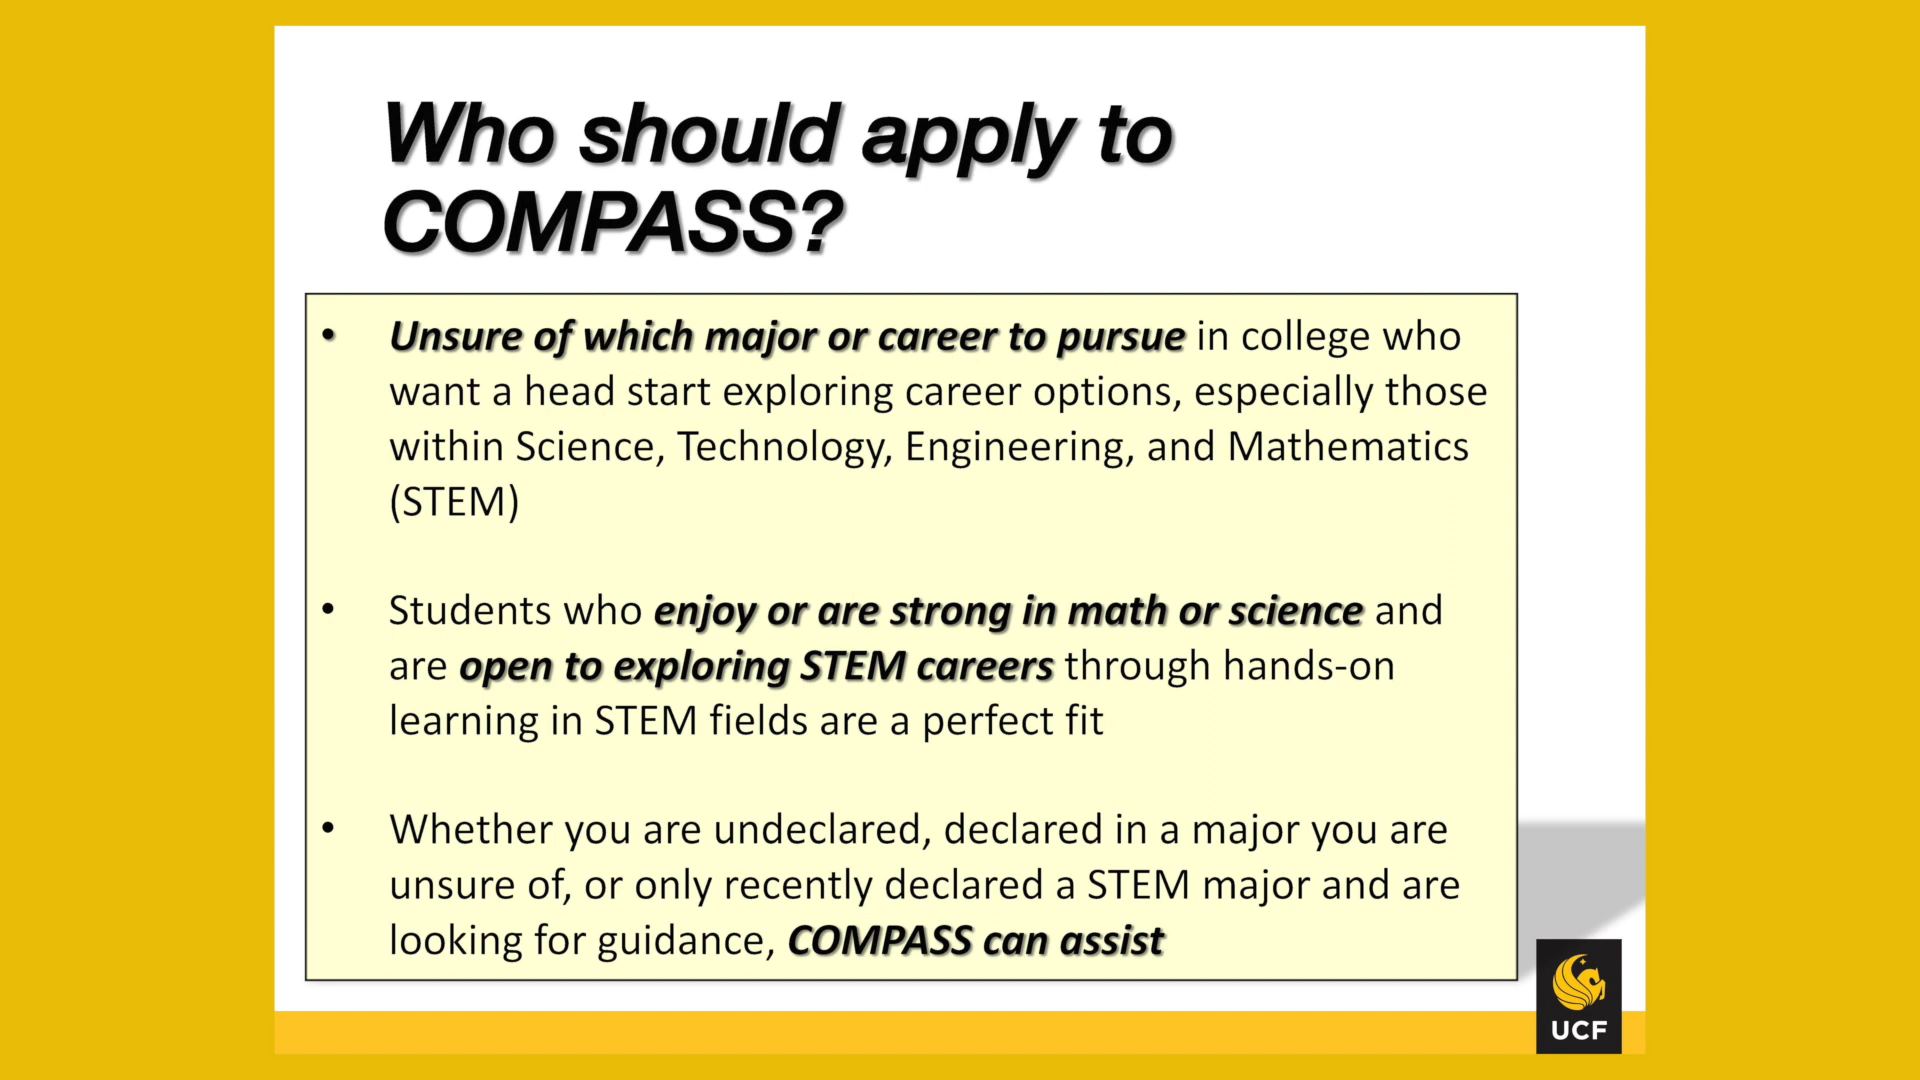 Who should apply to
COMPASS?
• Unsure of which major or career to pursue in college who
want a head start exploring career options, especially those
within Science, Technology, Engineering, and Mathematics
(STEM)
• Students who enjoy or are strong in math or science and
are open to exploring STEM careers through hands-on
learning in STEM fields are a perfect fit
• Whether you are undeclared, declared in a major you are
unsure of, or only recently declared a STEM major and are
looking for guidance, COMPASS can assist
UCF